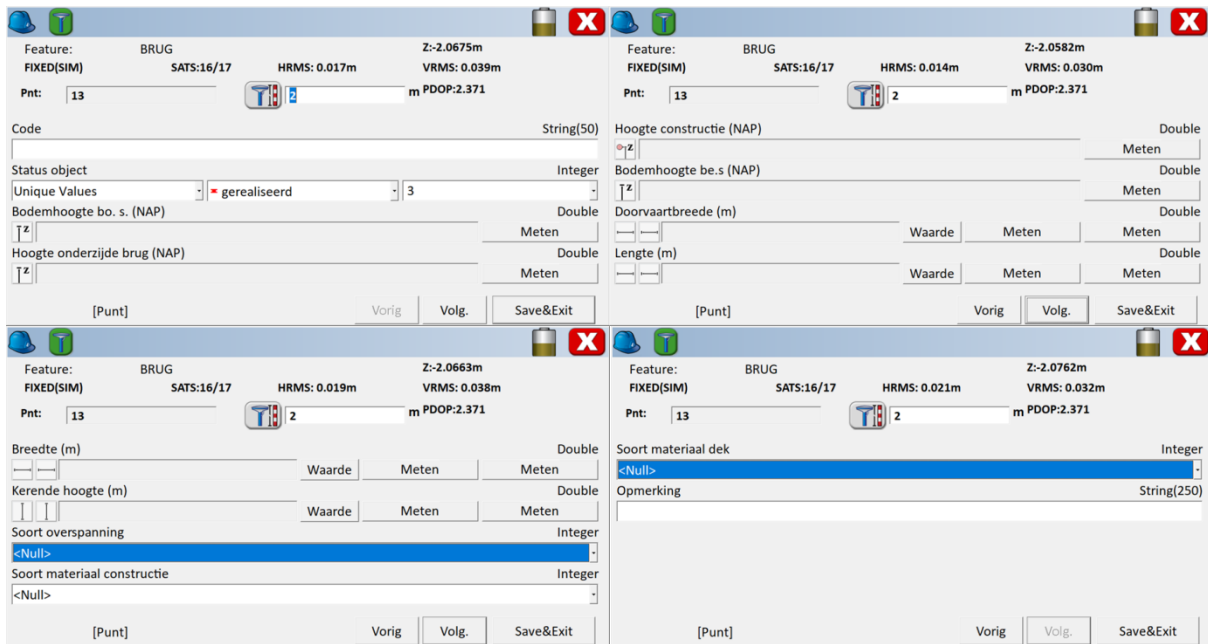 Feature: BRUG Z:-2.0675m
FIXED(SIM) SATS:16/17 HRMS: 0.017m VRMS: 0.039m
Pnt: 13 2 m PDOP:2.371
Code String(50)
Status object Integer
Unique Values gerealiseerd 3
Bodemhoogte bo. s. (NAP) Double
z Meten
Hoogte onderzijde brug (NAP) Double
z Meten
[Punt] Vorig Volg. Save&Exit
Feature: BRUG Z:-2.0582m
FIXED(SIM) SATS:16/17 HRMS: 0.014m VRMS: 0.030m
Pnt: 13 2 m PDOP:2.371
Hoogte constructie (NAP) Double
z Meten
Bodemhoogte be.s (NAP) Double
z Meten
Doorvaartbreede (m) Double
Waarde Meten Meten
Lengte (m) Double
Waarde Meten Meten
[Punt] Vorig Volg. Save&Exit
Feature: BRUG Z:-2.0663m
FIXED(SIM) SATS:16/17 HRMS: 0.019m VRMS: 0.038m
Pnt: 13 2 m PDOP:2.371
Breedte (m) Double
Waarde Meten Meten
Kerende hoogte (m) Double
Waarde Meten Meten
Soort overspanning Integer
<Null>
Soort materiaal constructie Integer
<Null>
[Punt] Vorig Volg. Save&Exit
Feature: BRUG Z:-2.0762m
FIXED(SIM) SATS:16/17 HRMS: 0.021m VRMS: 0.032m
Pnt: 13 2 m PDOP:2.371
Soort materiaal dek Integer
<Null>
Opmerking String(250)
[Punt] Vorig Volg. Save&Exit